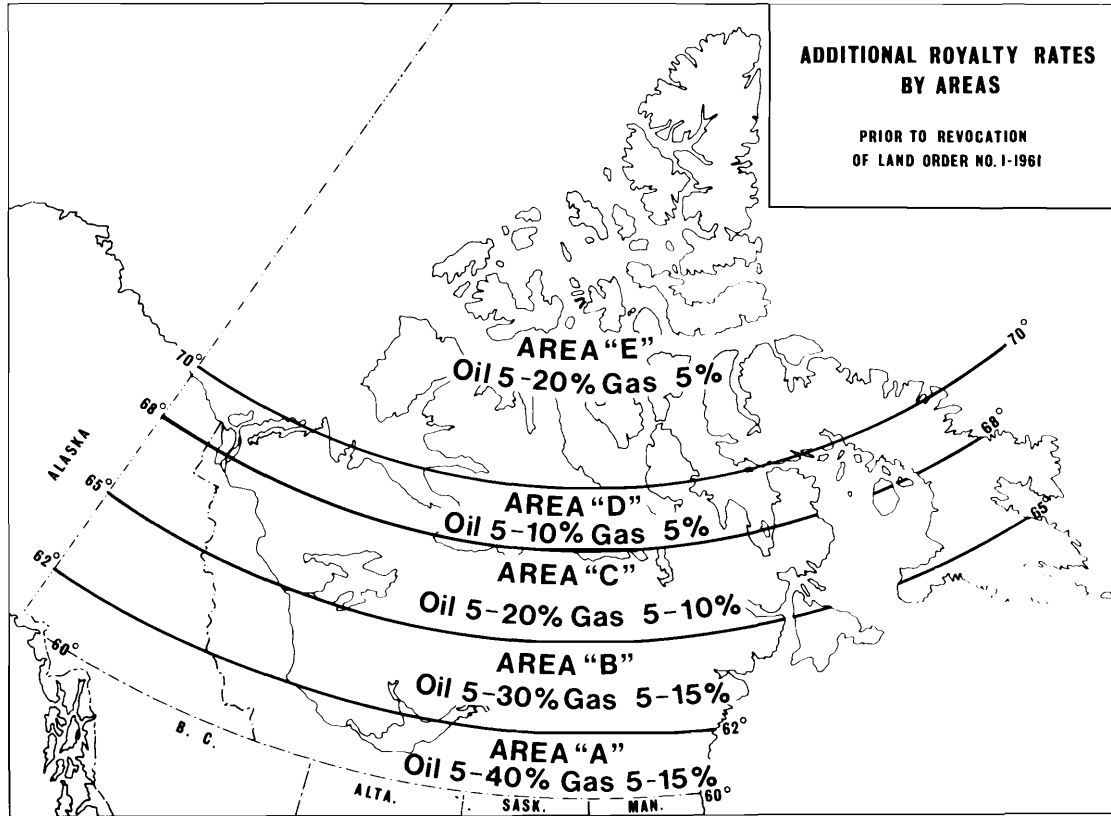 ADDITIONAL ROYALTY RATES
BY AREAS
PRIOR TO REVOCATION
OF LAND ORDER NO. 1-1961
AREA "E"
Oil 5-20% Gas 5%
70°
70°
68°
68°
AREA "D"
Oil 5-10% Gas 5%
ALASKA
65°
65°
AREA "C"
Oil 5-20% Gas 5-10%
62°
AREA "B"
Oil 5-30% Gas 5-15%
60°
62°
B. C.
AREA "A"
Oil 5-40% Gas 5-15%
60°
ALTA.
SASK.
MAN.